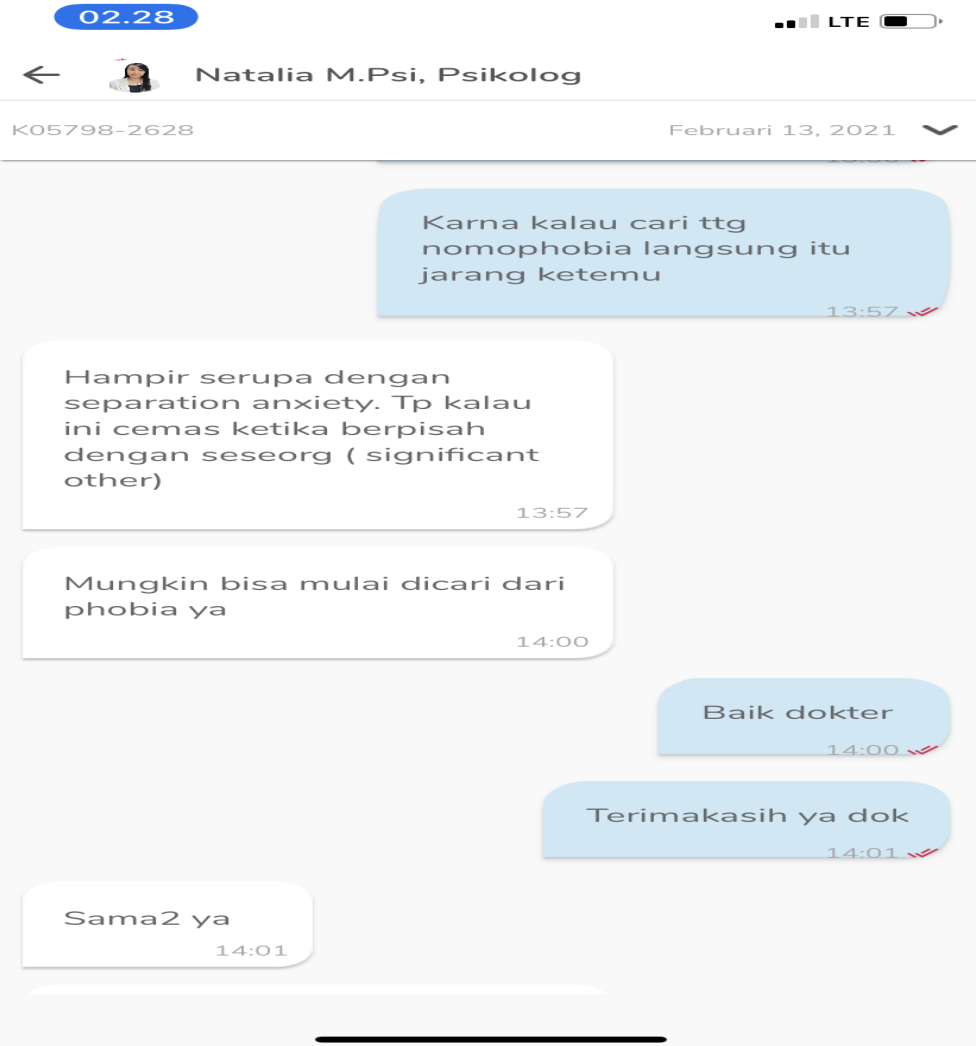 02.28
LTE
Natalia M.Psi, Psikolog
K05798-2628
Februari 13, 2021
Karna kalau cari ttg
nomophobia langsung itu
jarang ketemu
13:57
Hampir serupa dengan
separation anxiety. Tp kalau
ini cemas ketika berpisah
dengan seseorg ( significant
other)
13:57
Mungkin bisa mulai dicari dari
phobia ya
14:00
Baik dokter
14:00
Terimakasih ya dok
14:01
Sama2 ya
14:01